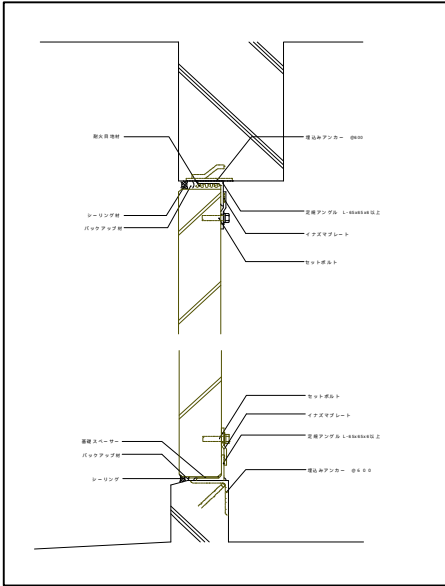 耐火目地材
埋込みアンカー @600
シーリング材
定規アングル L-65x65x6以上
バックアップ材
イナズマプレート
セットボルト
セットボルト
イナズマプレート
定規アングル L-65x65x6以上
基礎スペーサー
バックアップ材
埋込みアンカー @600
シーリング